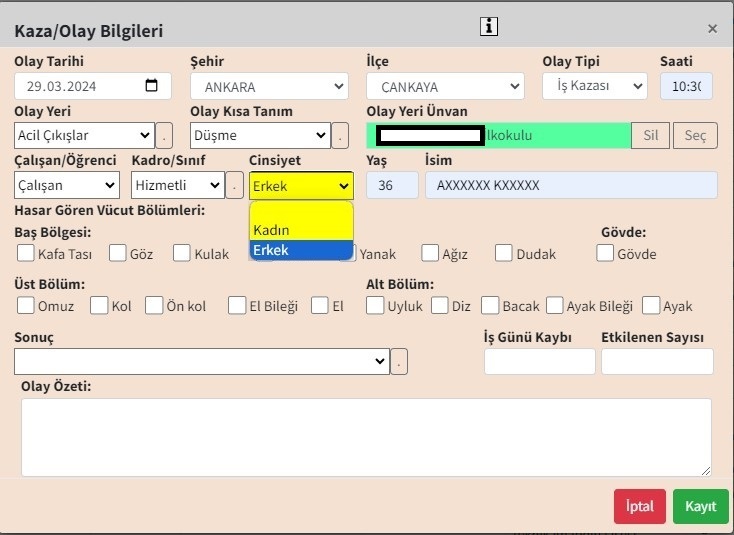 Kaza/Olay Bilgileri i ×
Olay Tarihi Şehir İlçe Olay Tipi Saati
29.03.2024 ANKARA CANKAYA İş Kazası 10:30
Olay Yeri Olay Kısa Tanım Olay Yeri Ünvan
Acil Çıkışlar . Düşme . lkokulu Sil Seç
Çalışan/Öğrenci Kadro/Sınıf Cinsiyet Yaş İsim
Çalışan Hizmetli . Erkek 36 AXXXXXX KXXXXX
Hasar Gören Vücut Bölümleri:
Kadın
Erkek
Baş Bölgesi: Gövde:
Kafa Tası Göz Kulak Yanak Ağız Dudak Gövde
Üst Bölüm: Alt Bölüm:
Omuz Kol Ön kol El Bileği El Uyluk Diz Bacak Ayak Bileği Ayak
Sonuç İş Günü Kaybı Etkilenen Sayısı
.
Olay Özeti:
İptal Kayıt